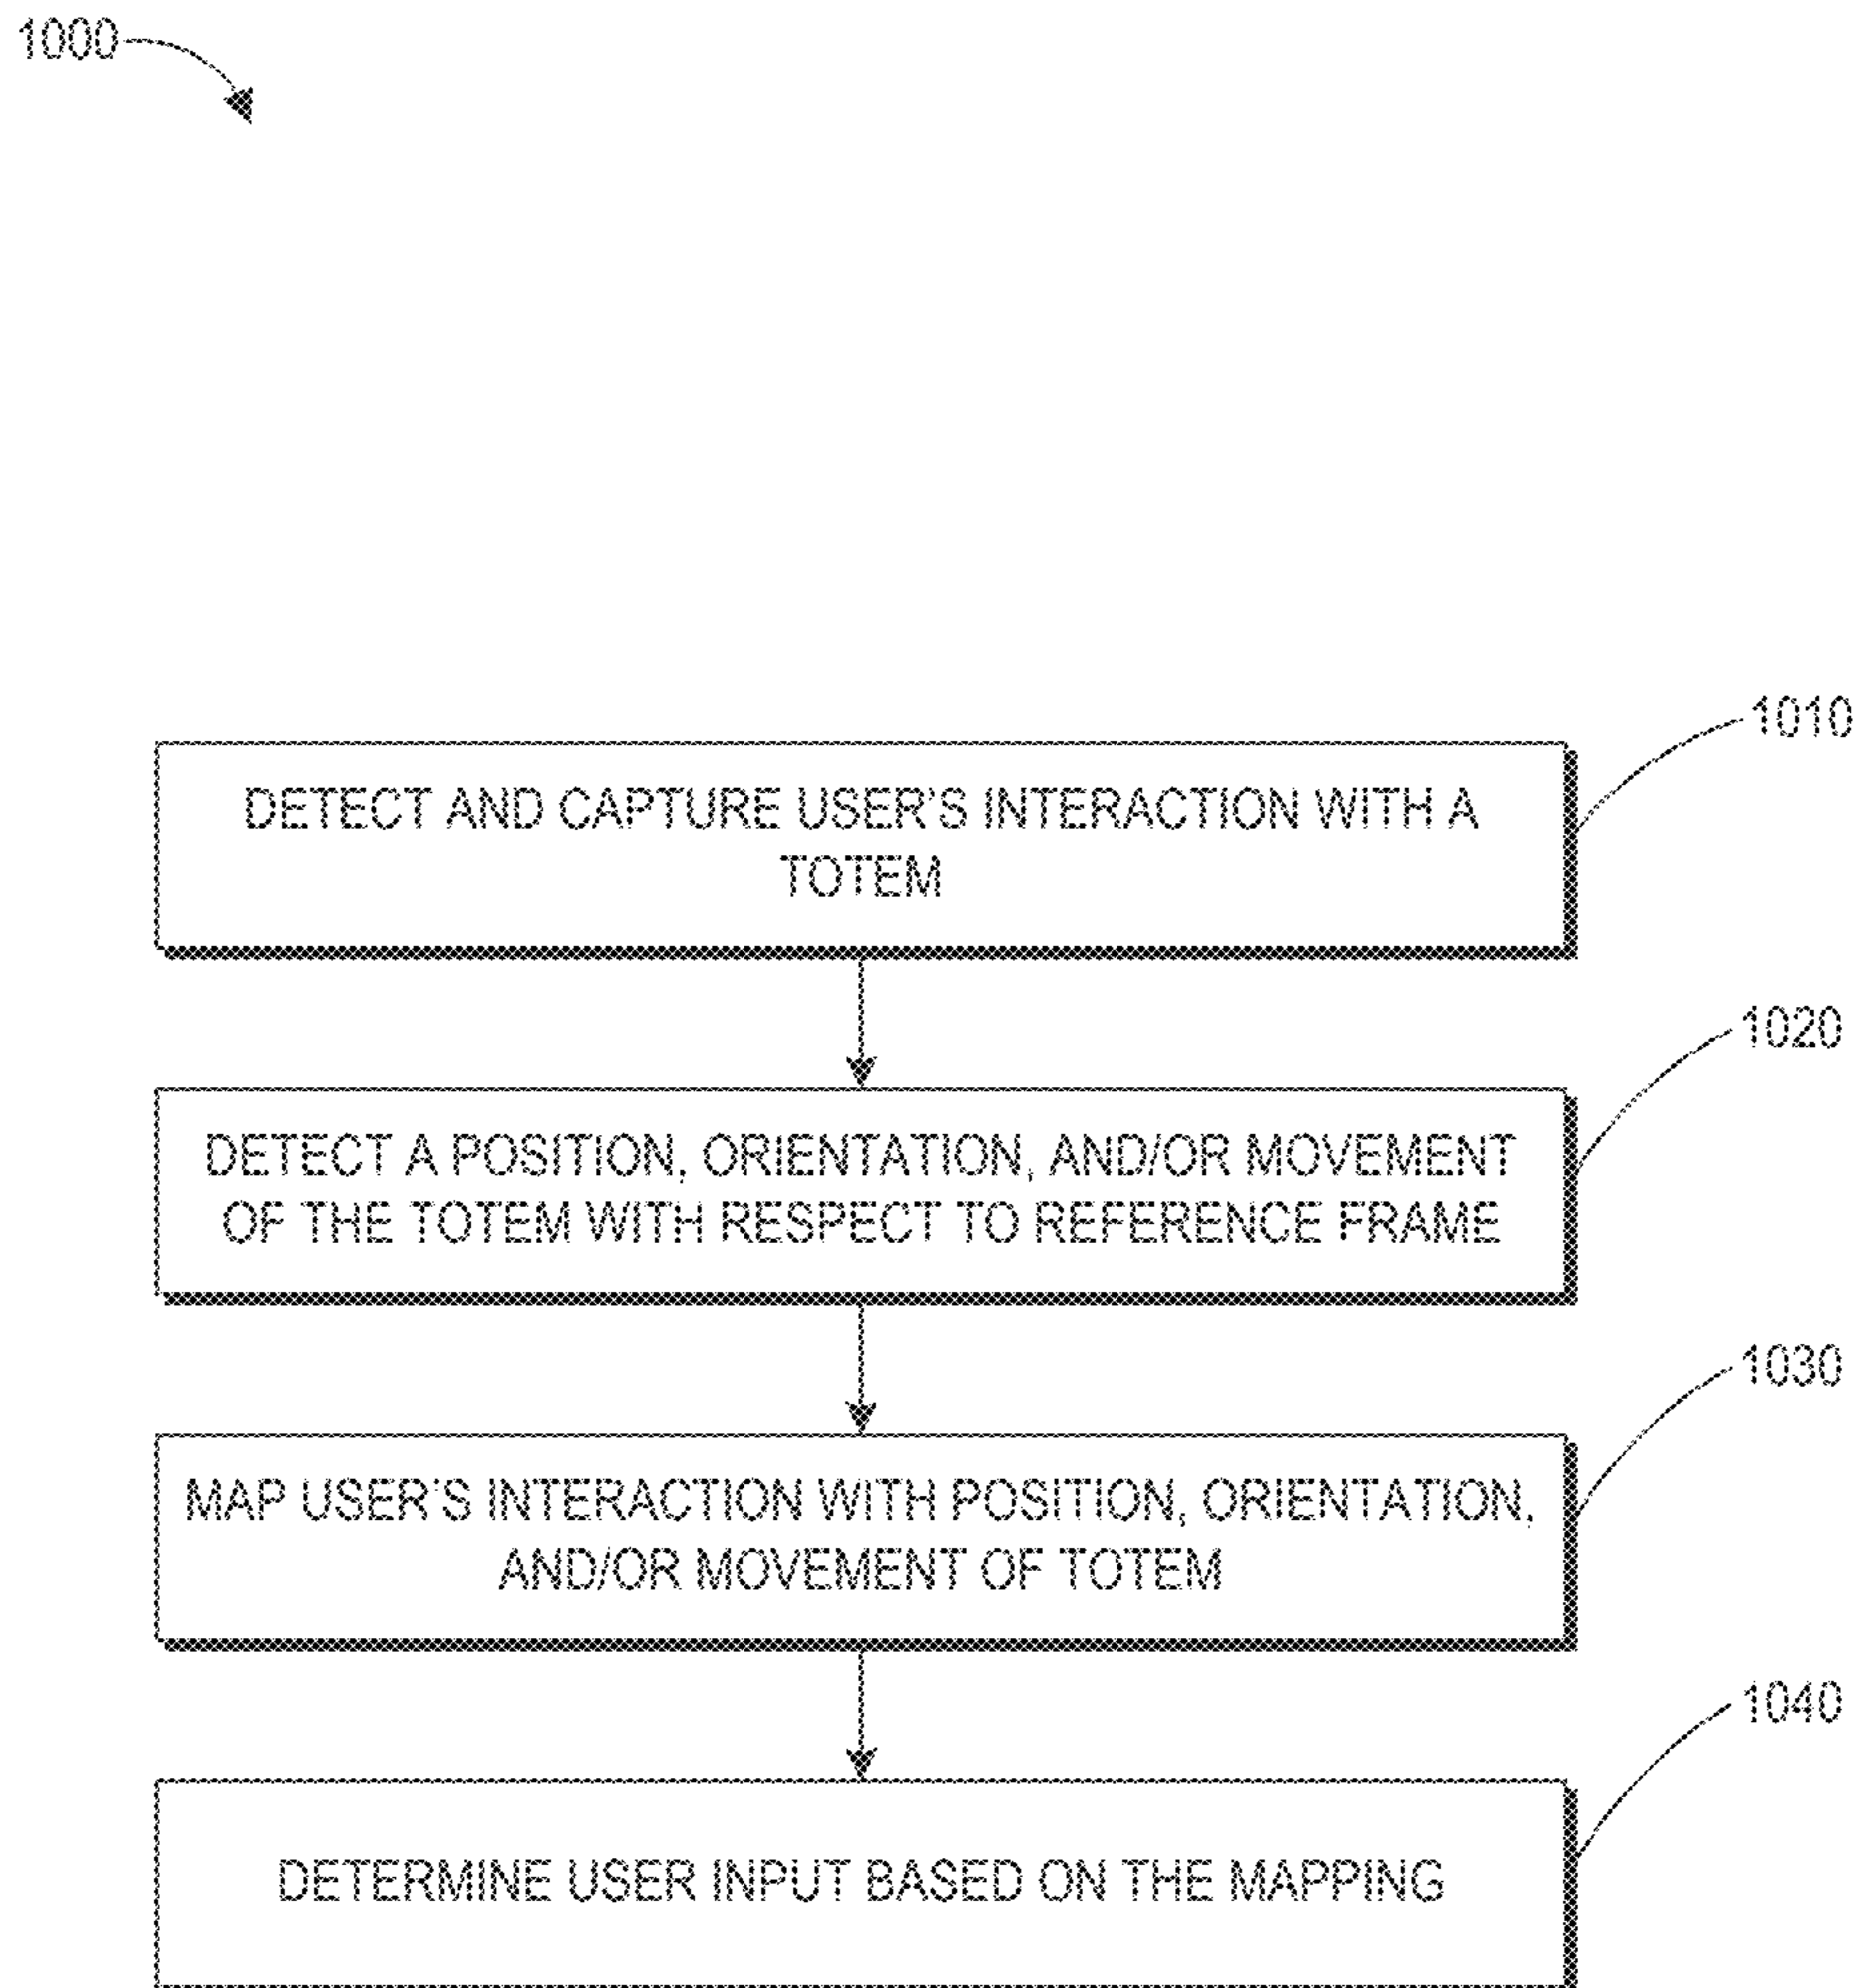 1000
1010
DETECT AND CAPTURE USER'S INTERACTION WITH A
TOTEM
1020
DETECT A POSITION, ORIENTATION, AND/OR MOVEMENT
OF THE TOTEM WITH RESPECT TO REFERENCE FRAME
1030
MAP USER'S INTERACTION WITH POSITION, ORIENTATION,
AND/OR MOVEMENT OF TOTEM
1040
DETERMINE USER INPUT BASED ON THE MAPPING